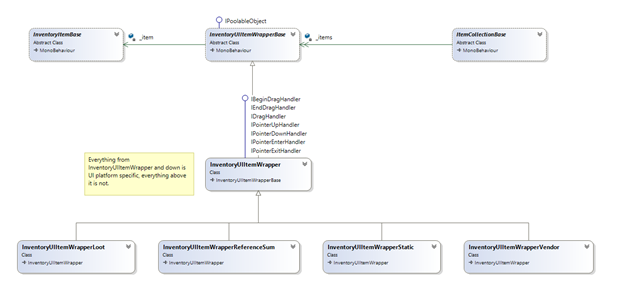 IPoolableObject
InventoryItemBase
Abstract Class
MonoBehaviour
_item
InventoryUIItemWrapperBase
Abstract Class
MonoBehaviour
_items
ItemCollectionBase
Abstract Class
MonoBehaviour
IBeginDragHandler
IEndDragHandler
IDragHandler
IPointerUpHandler
IPointerDownHandler
IPointerEnterHandler
IPointerExitHandler
Everything from
InventoryUIItemWrapper and down is
UI platform specific, everything above
it is not.
InventoryUIItemWrapper
Class
InventoryUIItemWrapperBase
InventoryUIItemWrapperLoot
Class
InventoryUIItemWrapper
InventoryUIItemWrapperReferenceSum
Class
InventoryUIItemWrapper
InventoryUIItemWrapperStatic
Class
InventoryUIItemWrapper
InventoryUIItemWrapperVendor
Class
InventoryUIItemWrapper